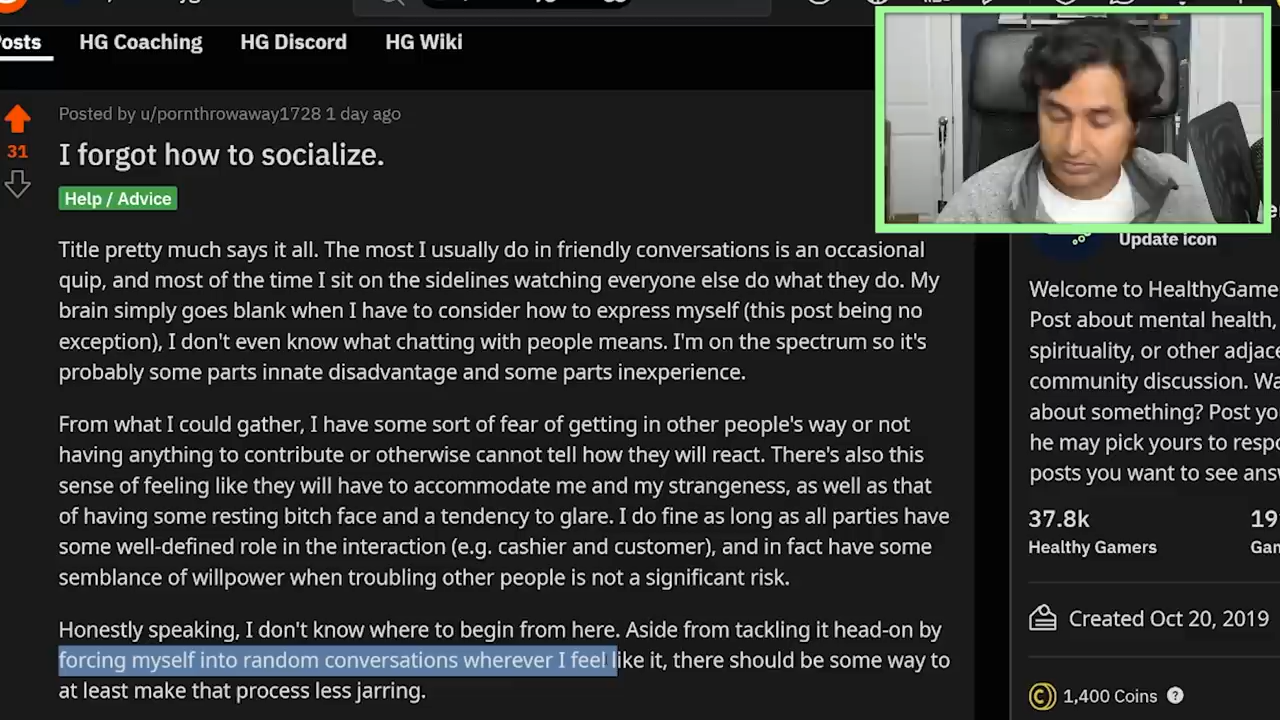 HG Coaching
HG Discord
HG Wiki
Posted by u/pornthrowaway1728 1 day ago
31
I forgot how to socialize.
Help / Advice
Title pretty much says it all. The most I usually do in friendly conversations is an occasional
quip, and most of the time I sit on the sidelines watching everyone else do what they do. My
brain simply goes blank when I have to consider how to express myself (this post being no
exception), I don't even know what chatting with people means. I'm on the spectrum so it's
probably some parts innate disadvantage and some parts inexperience.
From what I could gather, I have some sort of fear of getting in other people's way or not
having anything to contribute or otherwise cannot tell how they will react. There's also this
sense of feeling like they will have to accommodate me and my strangeness, as well as that
of having some resting bitch face and a tendency to glare. I do fine as long as all parties have
some well-defined role in the interaction (e.g. cashier and customer), and in fact have some
semblance of willpower when troubling other people is not a significant risk.
Honestly speaking, I don't know where to begin from here. Aside from tackling it head-on by
forcing myself into random conversations wherever I feel like it, there should be some way to
at least make that process less jarring.
Update icon
Welcome to HealthyGame
Post about mental health,
spirituality, or other adjace
community discussion. Wa
about something? Post yo
he may pick yours to respo
posts you want to see answ
37.8k
19
Healthy Gamers
Gan
Created Oct 20, 2019
1,400 Coins